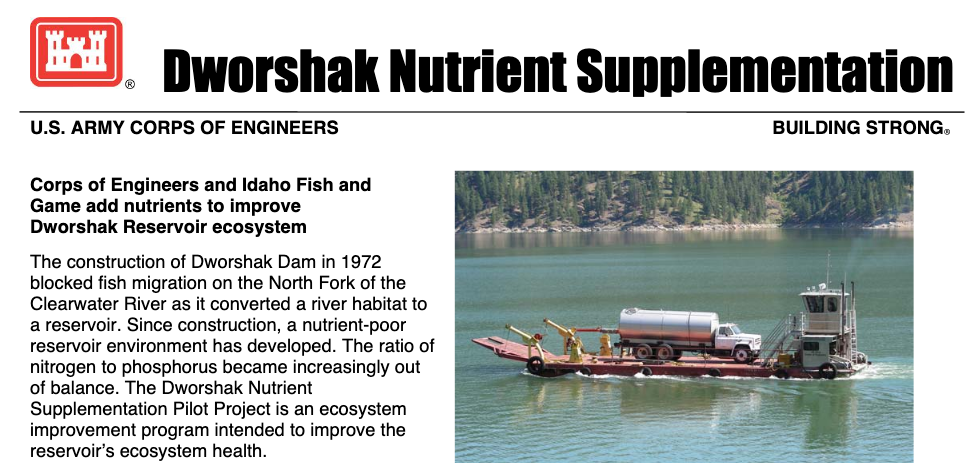 Dworshak Nutrient Supplementation
®
U.S. ARMY CORPS OF ENGINEERS
BUILDING STRONG®
Corps of Engineers and Idaho Fish and
Game add nutrients to improve
Dworshak Reservoir ecosystem
The construction of Dworshak Dam in 1972
blocked fish migration on the North Fork of the
Clearwater River as it converted a river habitat to
a reservoir. Since construction, a nutrient-poor
reservoir environment has developed. The ratio of
nitrogen to phosphorus became increasingly out
of balance. The Dworshak Nutrient
Supplementation Pilot Project is an ecosystem
improvement program intended to improve the
reservoir’s ecosystem health.